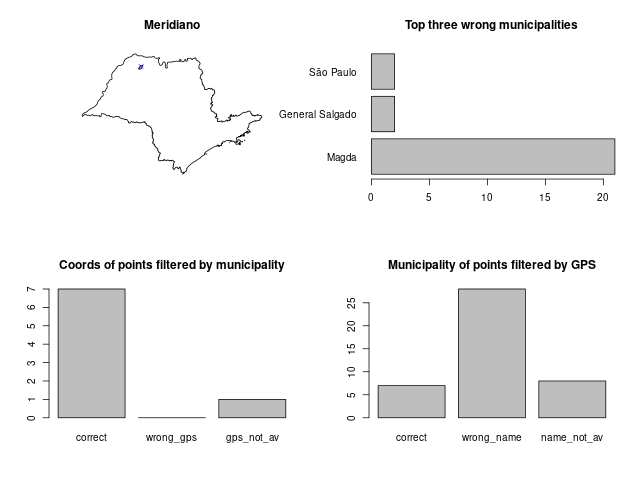 Meridiano
Top three wrong municipalities
São Paulo
General Salgado
Magda
0 5 10 15 20
Coords of points filtered by municipality
7
6
5
4
3
2
1
0
correct wrong_gps gps_not_av
Municipality of points filtered by GPS
25
20
15
10
5
0
correct wrong_name name_not_av